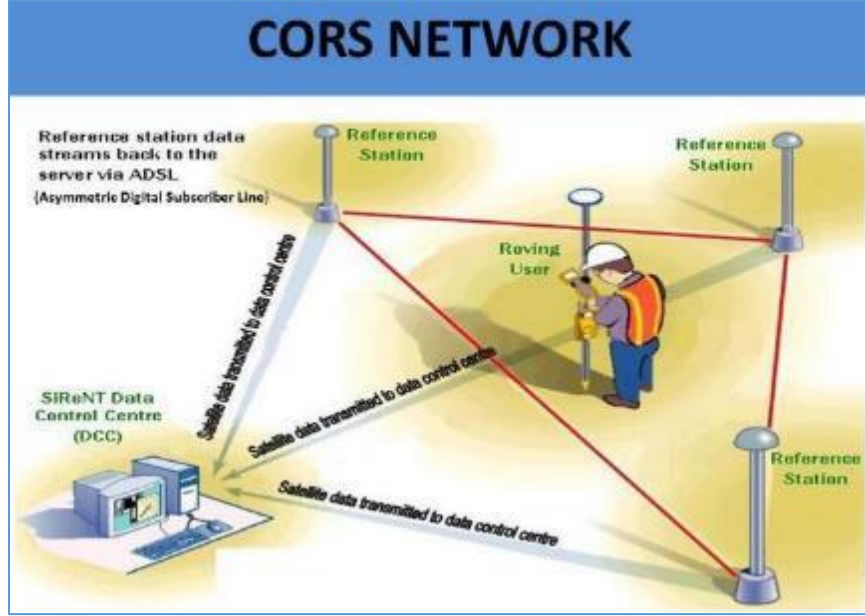 CORS NETWORK
Reference station data
streams back to the
server via ADSL
(Asymmetric Digital Subscriber Line)
Reference
Station
Reference
Station
Roving
User
Satellite data transmitted to data control centre
Satellite data transmitted to data control centre
Satellite data transmitted to data control centre
SiReNT Data
Control Centre
(DCC)
Reference
Station